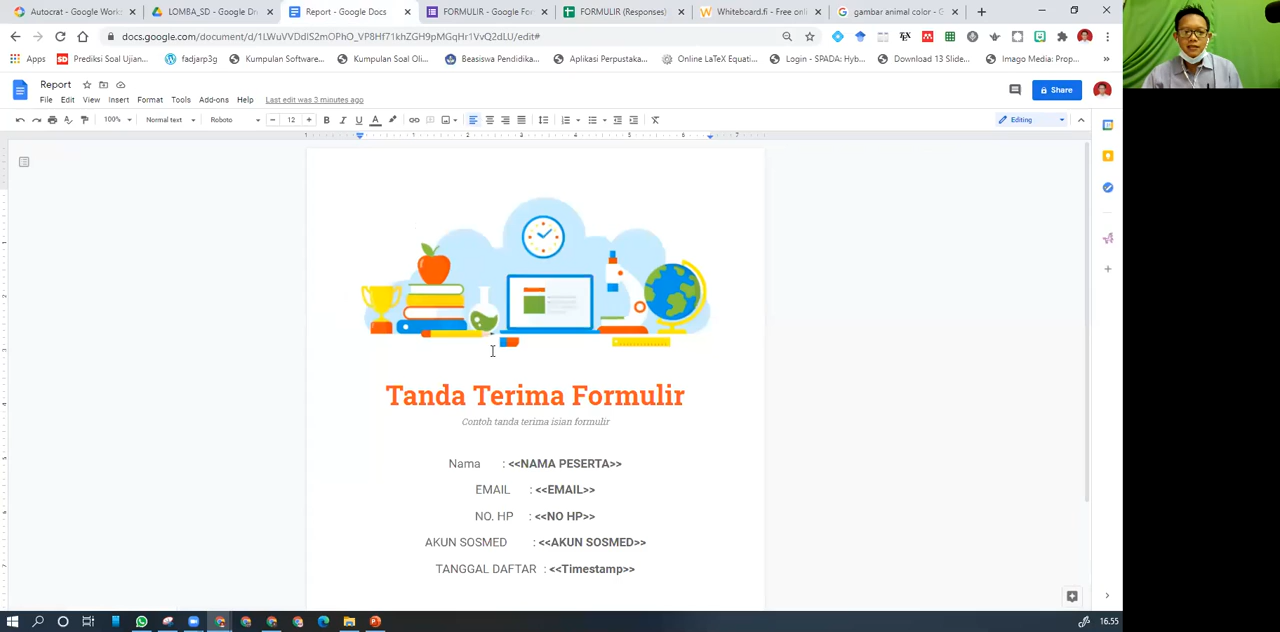 Autocrat - Google Works
LOMBA_SD - Google Dr
Report - Google Docs
FORMULIR - Google For
FORMULIR (Responses)
Whiteboard.fi - Free onli
gambar animal color - G
docs.google.com/document/d/1LWuVVDdlS2mOPhO_VP8Hf71khZGH9pMGqHr1VvQ2dLU/edit#
Apps
Prediksi Soal Ujian...
fadjarp3g
Kumpulan Software...
Kumpulan Soal Oli...
Beasiswa Pendidika...
Aplikasi Perpustaka...
Online LaTeX Equati...
Login - SPADA: Hyb...
Download 13 Slide...
Imago Media: Prop...
Report
File Edit View Insert Format Tools Add-ons Help Last edit was 3 minutes ago
Share
100% Normal text Roboto 12 Editing
Tanda Terima Formulir
Contoh tanda terima isian formulir
Nama : <<NAMA PESERTA>>
EMAIL : <<EMAIL>>
NO. HP : <<NO HP>>
AKUN SOSMED : <<AKUN SOSMED>>
TANGGAL DAFTAR : <<Timestamp>>
16.55